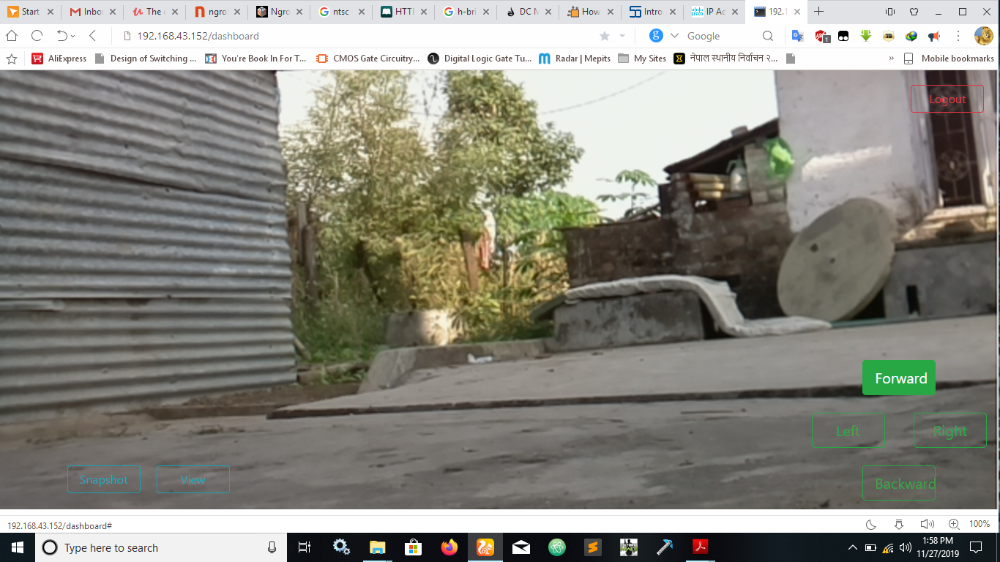 Start
Inbo
The
ngro
Ngro
ntsc
HTTP
h-bri
DC M
How
Intro
IP Ad
192.1
192.168.43.152/dashboard
Google
AliExpress
Design of Switching ...
You're Book In For T...
CMOS Gate Circuitry...
Digital Logic Gate Tu...
Radar | Mepits
My Sites
नेपाल स्थानीय निर्वाचन २...
»
Mobile bookmarks
Logout
Forward
Left
Right
Snapshot
View
Backward
192.168.43.152/dashboard#
100%
Type here to search
1:58 PM
11/27/2019